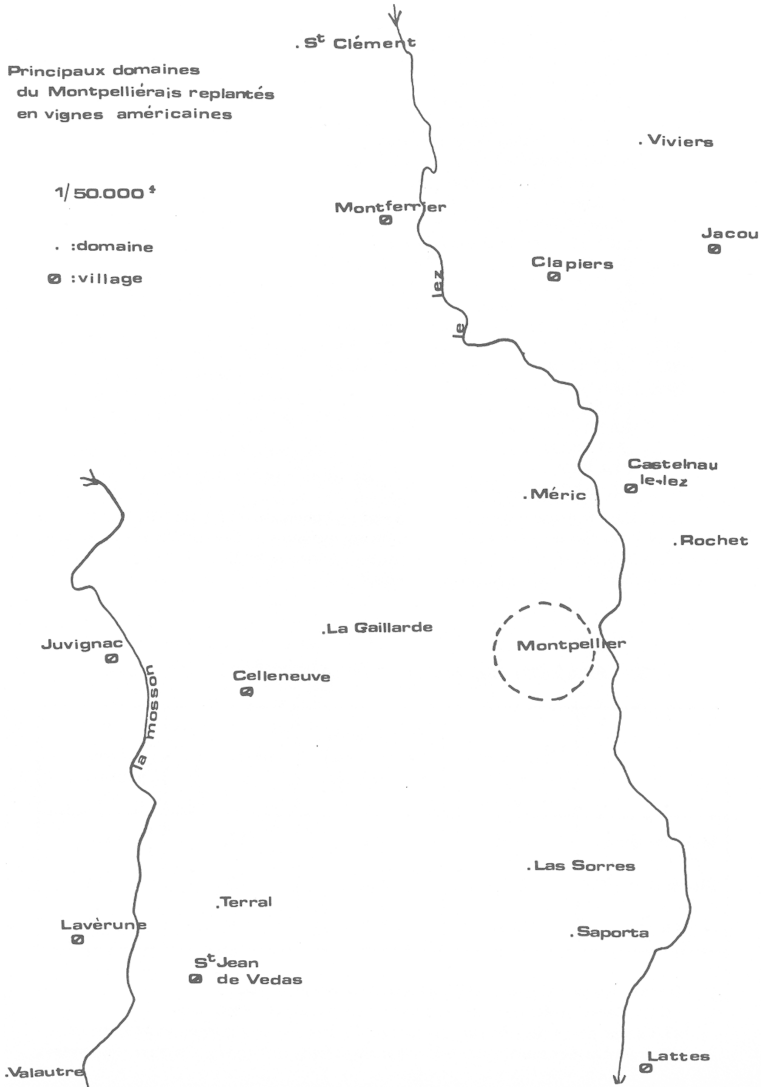 .St Clément
Principaux domaines
du Montpelliérais replantés
en vignes américaines
.Viviers
1/50.000
Montferrier
Jacou
. :domaine
Clapiers
:village
le lez
Castelnau
le-lez
.Méric
.Rochet
.La Gaillarde
Juvignac
Montpellier
Celleneuve
la mosson
.Las Sorres
.Terral
Lavèrune
.Saporta
St Jean
de Vedas
Lattes
.Valautre